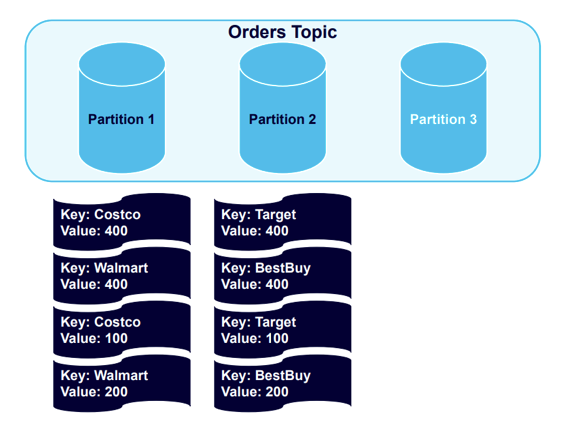 Orders Topic
Partition 1
Partition 2
Partition 3
Key: Costco
Value: 400
Key: Target
Value: 400
Key: Walmart
Value: 400
Key: BestBuy
Value: 400
Key: Costco
Value: 100
Key: Target
Value: 100
Key: Walmart
Value: 200
Key: BestBuy
Value: 200